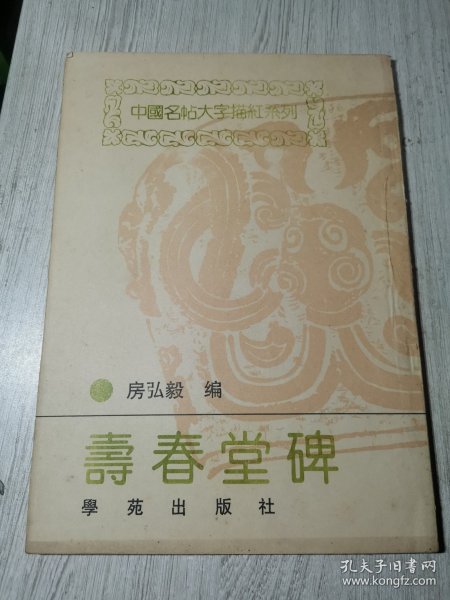 中國名帖大字描紅系列
房弘毅 编
壽春堂碑
學苑出版社
孔夫子旧书网
www.kongfz.com